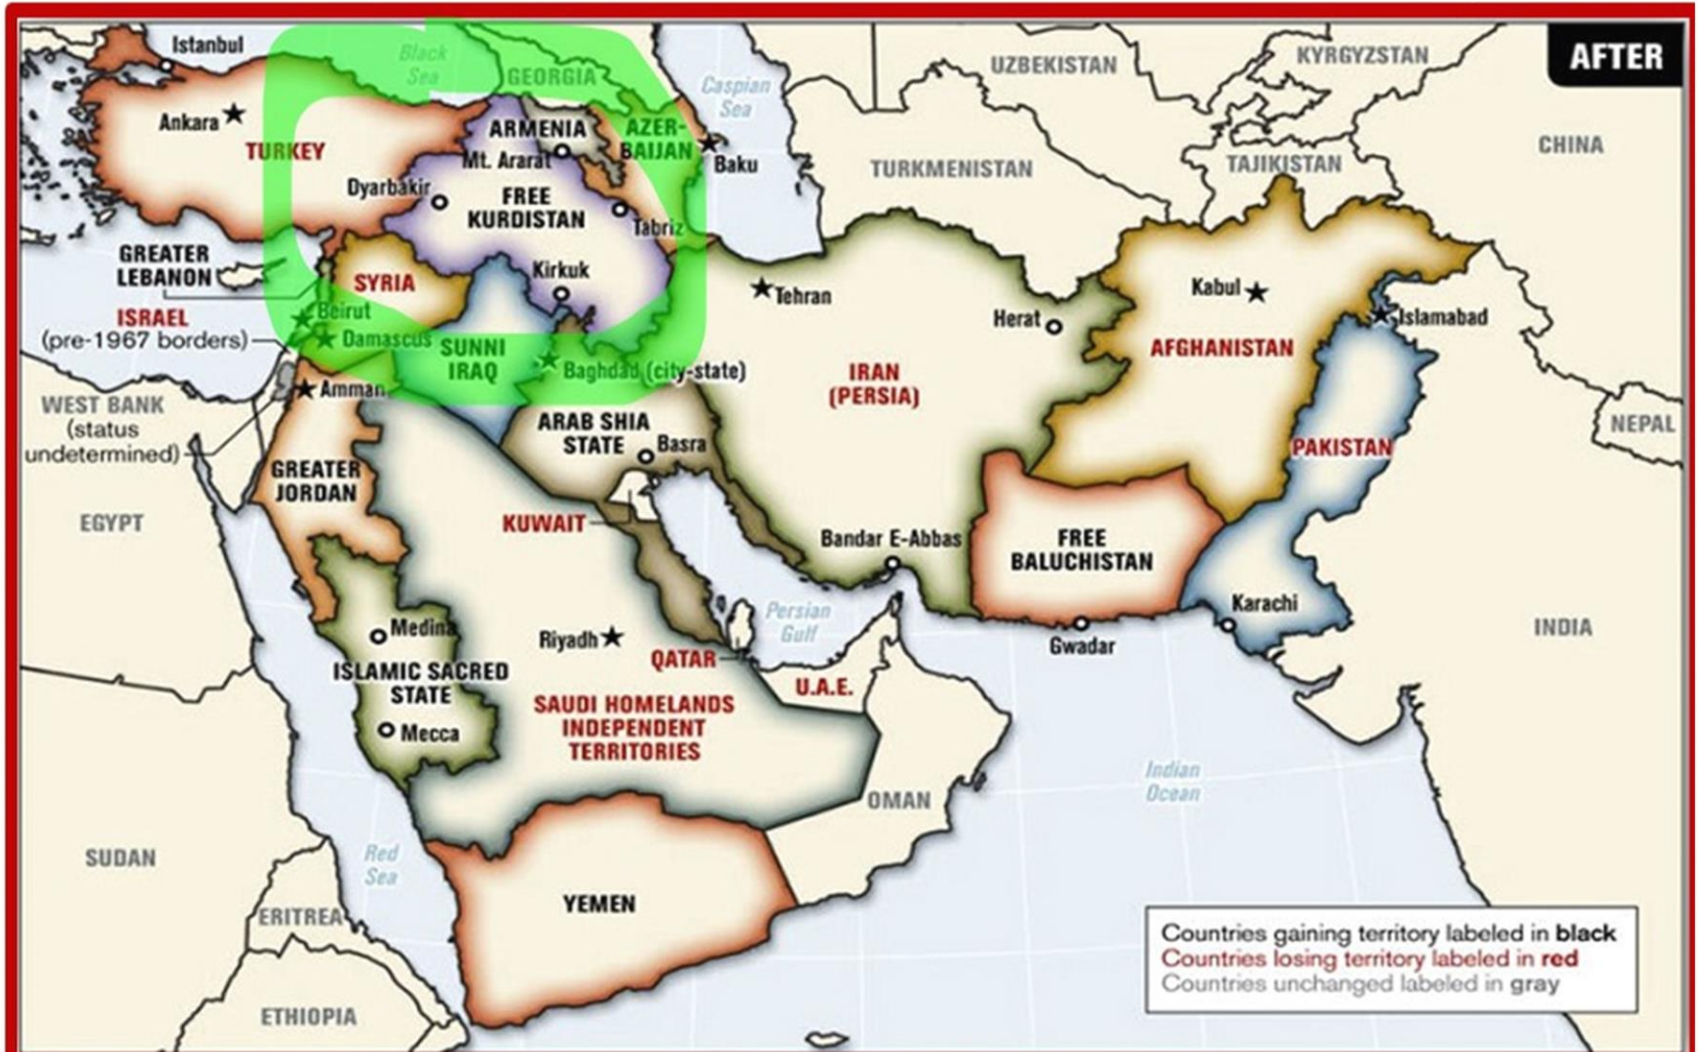 AFTER
Istanbul
Black
Sea
GEORGIA
Caspian
Sea
UZBEKISTAN
KYRGYZSTAN
Ankara
TURKEY
ARMENIA
Mt. Ararat
AZER-
BAIJAN
Baku
TURKMENISTAN
TAJIKISTAN
CHINA
Dyarbakir
FREE
KURDISTAN
Tabriz
GREATER
LEBANON
SYRIA
Kirkuk
Tehran
Herat
Kabul
Islamabad
ISRAEL
(pre-1967 borders)
Beirut
Damascus
SUNNI
IRAQ
Baghdad (city-state)
IRAN
(PERSIA)
AFGHANISTAN
Amman
WEST BANK
(status
undetermined)
ARAB SHIA
STATE
Basra
PAKISTAN
NEPAL
GREATER
JORDAN
EGYPT
KUWAIT
Bandar E-Abbas
FREE
BALUCHISTAN
Medina
Riyadh
Persian
Gulf
Gwadar
Karachi
INDIA
ISLAMIC SACRED
STATE
QATAR
U.A.E.
Mecca
SAUDI HOMELANDS
INDEPENDENT
TERRITORIES
OMAN
Indian
Ocean
SUDAN
Red
Sea
ERITREA
YEMEN
ETHIOPIA
Countries gaining territory labeled in black
Countries losing territory labeled in red
Countries unchanged labeled in gray